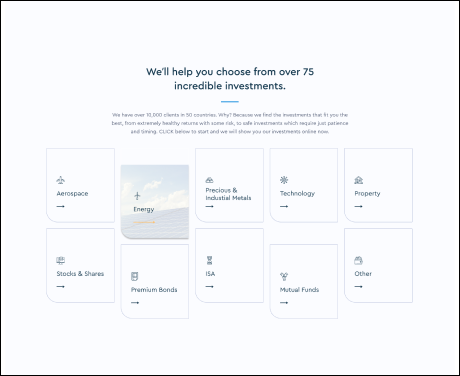 We'll help you choose from over 75
incredible investments.
We have over 10,000 clients in 50 countries. Why? Because we find the investments that fit you the
best, from extremely healthy returns with some risk, to safe investments which require just patience
and timing. CLICK below to start and we will show you our investments online now.
Aerospace
Energy
Precious &
Industial Metals
Technology
Property
Stocks & Shares
Premium Bonds
ISA
Mutual Funds
Other